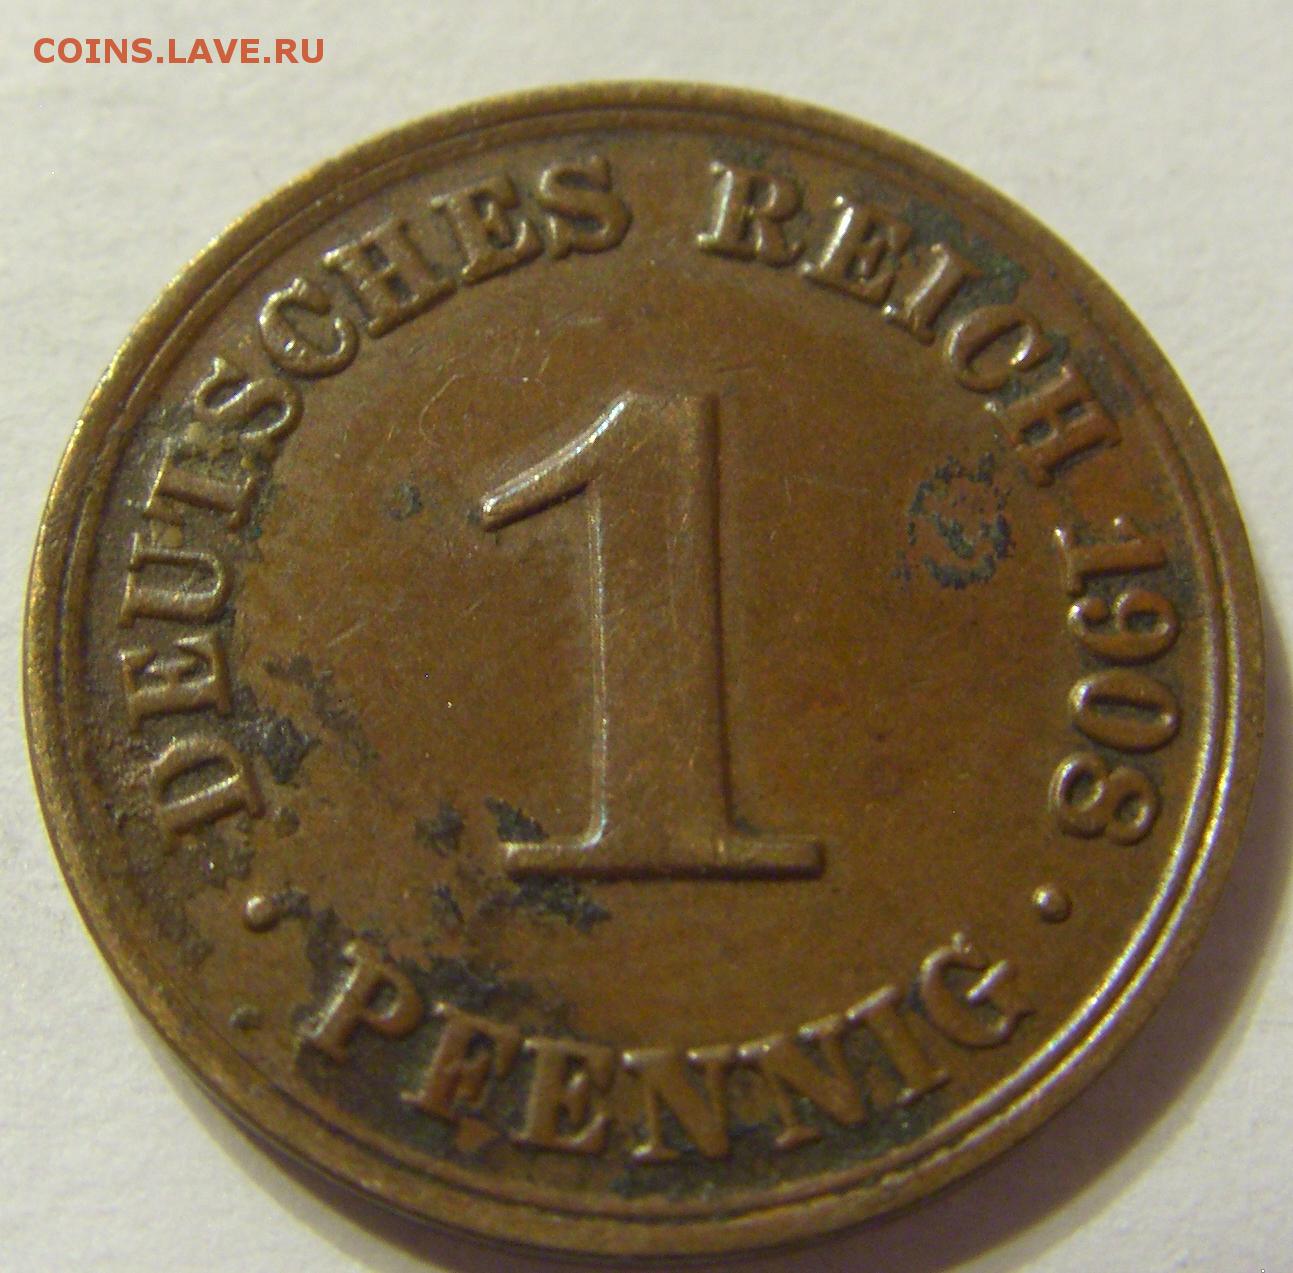 COINS.LAVE.RU
DEUTSCHES REICH 1908
1
· PFENNIG ·